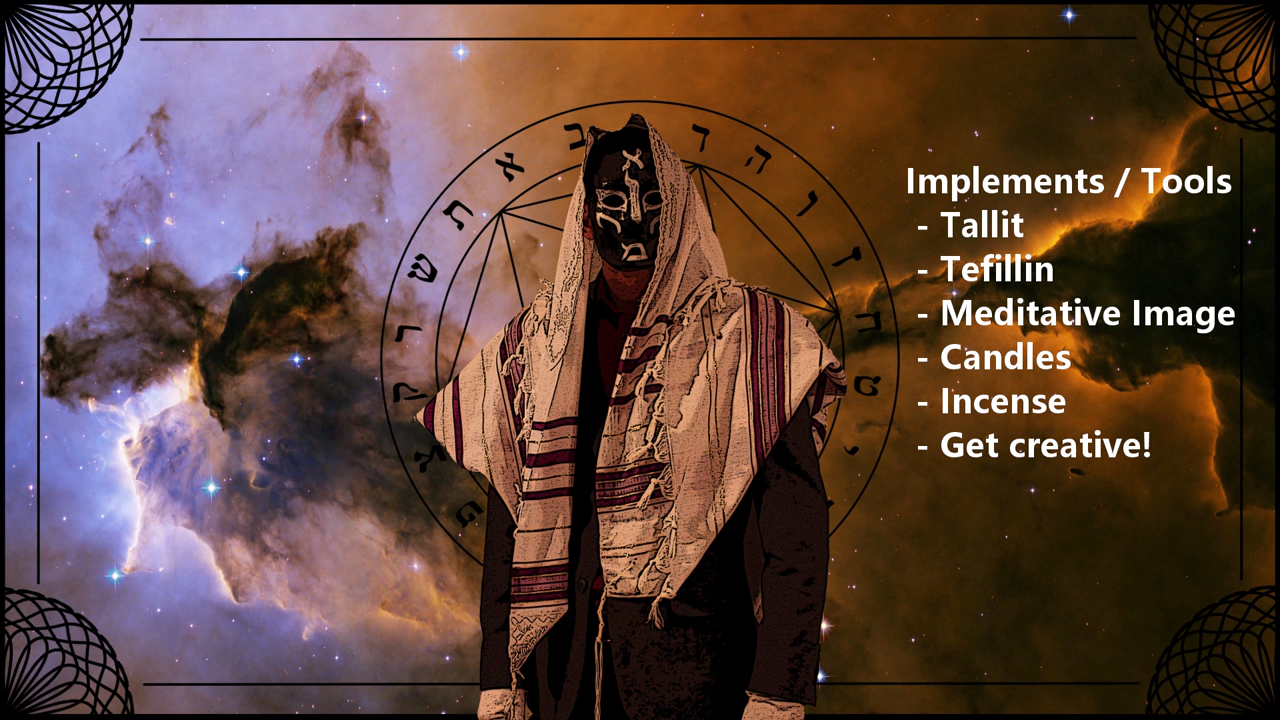 Implements / Tools
- Tallit
- Tefillin
- Meditative Image
- Candles
- Incense
- Get creative!
א ב ד ה ו ז ח ט י
פ צ ק ר ש ת
א
מ